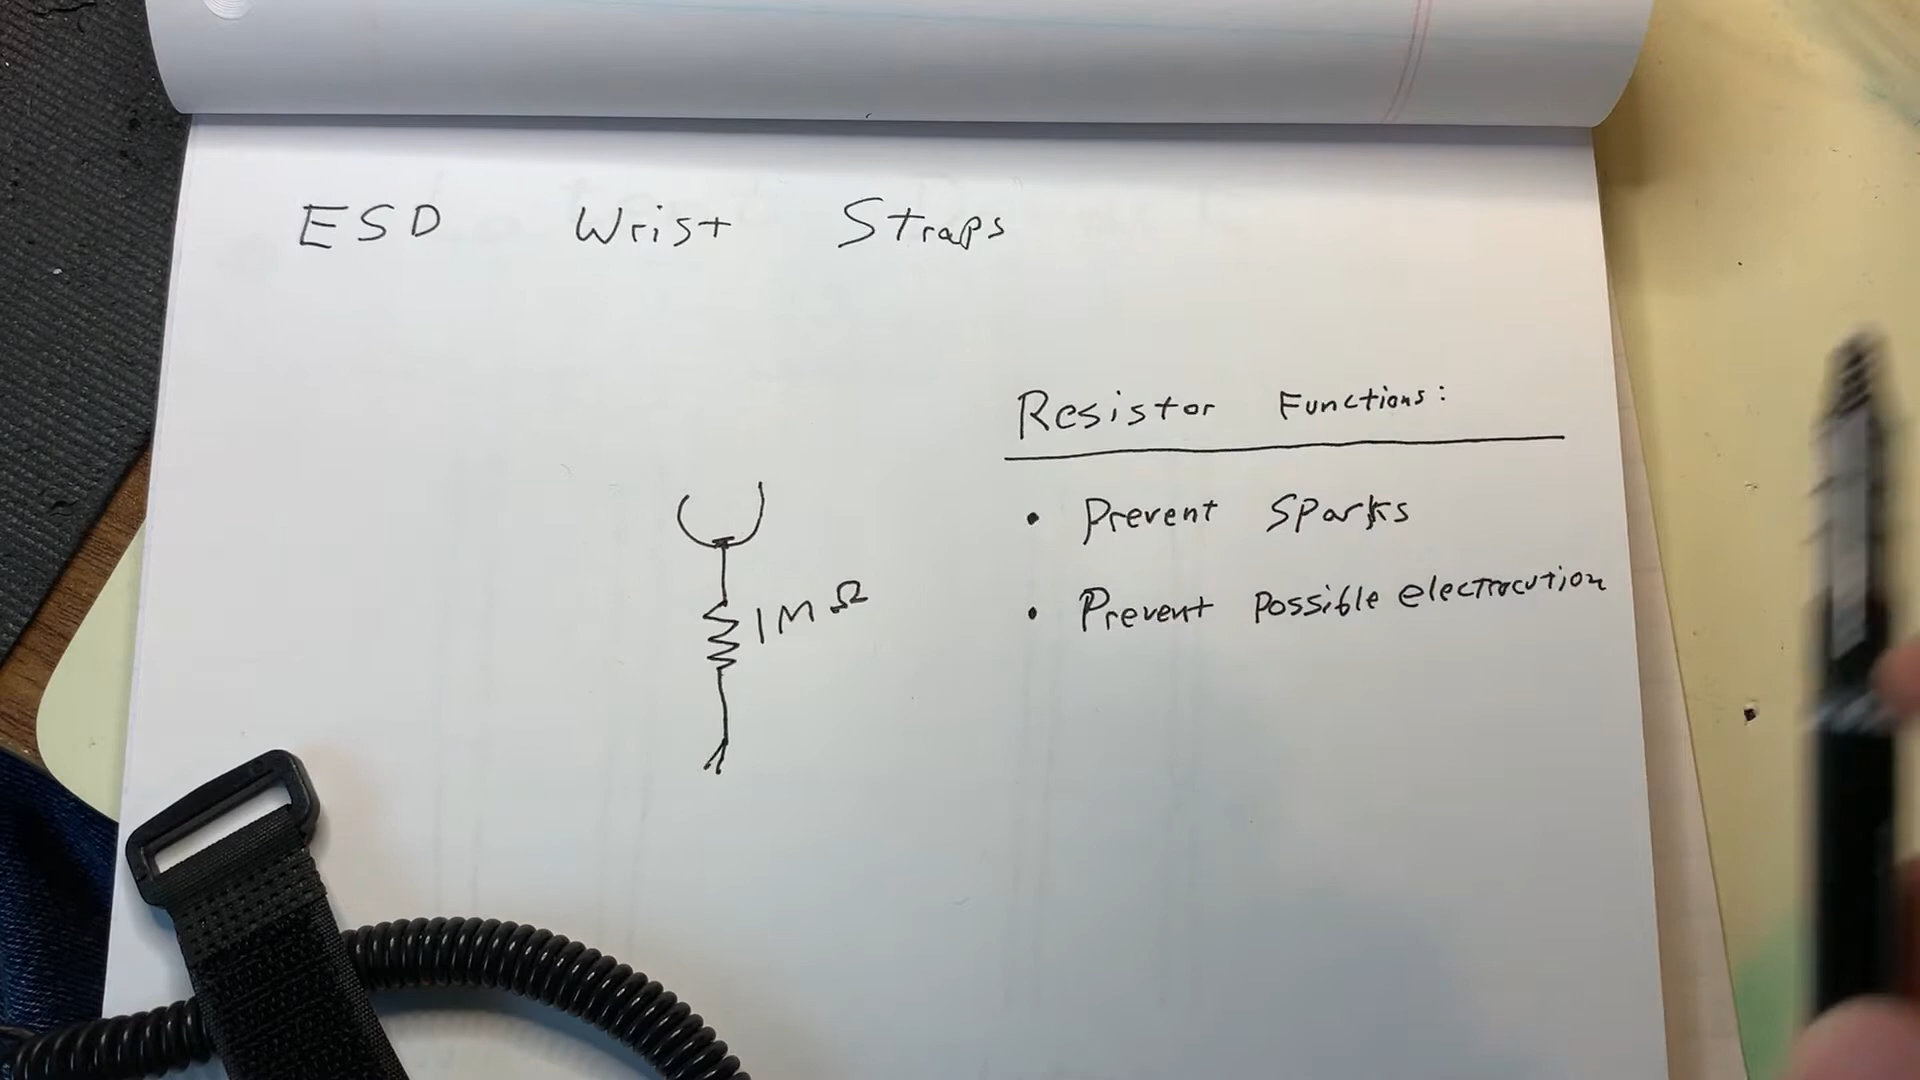 ESD Wrist Straps
Resistor Functions:
• Prevent Sparks
• Prevent Possible electrocution
1MΩ